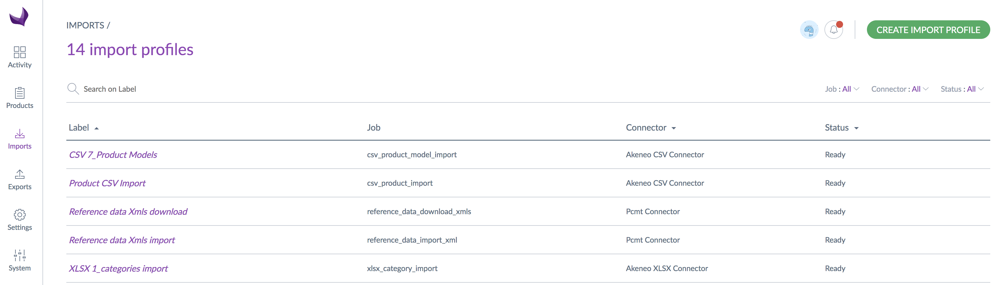 IMPORTS /
CREATE IMPORT PROFILE
14 import profiles
Activity
Products
Imports
Exports
Settings
System
Search on Label
Job : All Connector : All Status : All
Label Job Connector Status
CSV 7_Product Models csv_product_model_import Akeneo CSV Connector Ready
Product CSV Import csv_product_import Akeneo CSV Connector Ready
Reference data Xmls download reference_data_download_xmls Pcmt Connector Ready
Reference data Xmls import reference_data_import_xml Pcmt Connector Ready
XLSX 1_categories import xlsx_category_import Akeneo XLSX Connector Ready